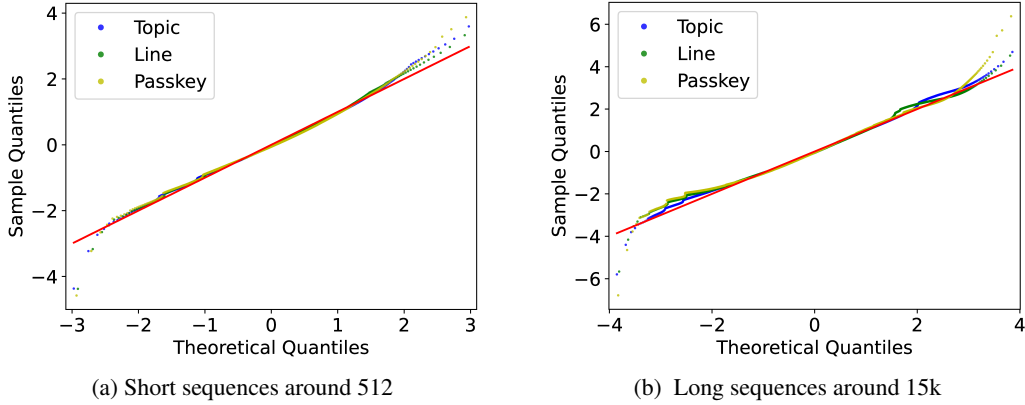 4
2
0
−2
−4
Sample Quantiles
Topic
Line
Passkey
−3
−2
−1
0
1
2
3
Theoretical Quantiles
(a) Short sequences around 512
6
4
2
0
−2
−4
−6
Sample Quantiles
Topic
Line
Passkey
−4
−2
0
2
4
Theoretical Quantiles
(b) Long sequences around 15k